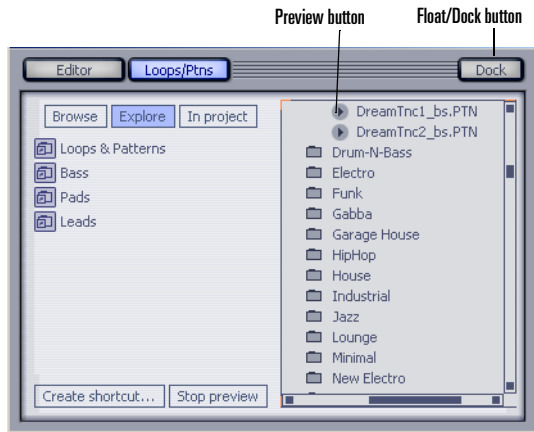 Preview button
Float/Dock button
Editor
Loops/Ptns
Dock
Browse
Explore
In project
Loops & Patterns
Bass
Pads
Leads
Create shortcut...
Stop preview
DreamTnc1_bs.PTN
DreamTnc2_bs.PTN
Drum-N-Bass
Electro
Funk
Gabba
Garage House
HipHop
House
Industrial
Jazz
Lounge
Minimal
New Electro